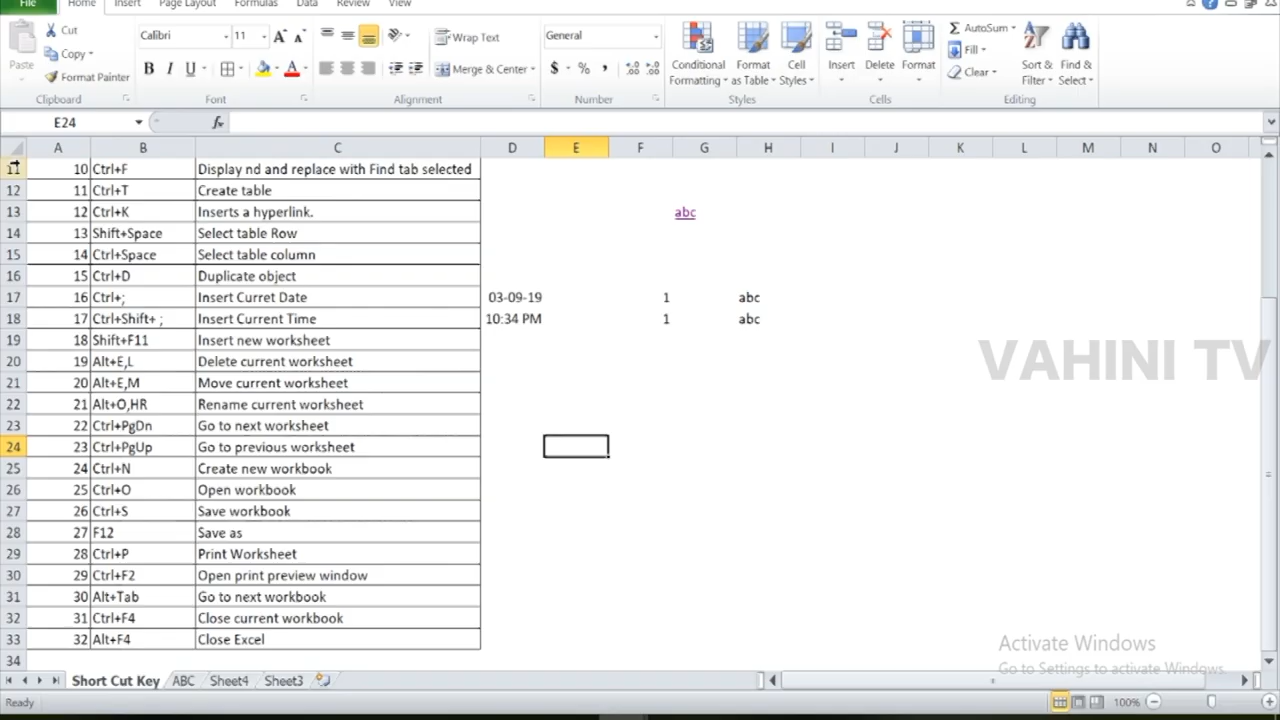 File Home Insert Page Layout Formulas Data Review View
Cut Calibri 11 Wrap Text General AutoSum
Copy Fill
Paste Format Painter Merge & Center Conditional Formatting Format as Table Cell Styles Insert Delete Format Clear Sort & Filter Find & Select
Clipboard Font Alignment Number Styles Cells Editing
E24 fx
A B C D E F G H I J K L M N O
11 10 Ctrl+F Display nd and replace with Find tab selected
12 11 Ctrl+T Create table
13 12 Ctrl+K Inserts a hyperlink. abc
14 13 Shift+Space Select table Row
15 14 Ctrl+Space Select table column
16 15 Ctrl+D Duplicate object
17 16 Ctrl+; Insert Curret Date 03-09-19 1 abc
18 17 Ctrl+Shift+ ; Insert Current Time 10:34 PM 1 abc
19 18 Shift+F11 Insert new worksheet
20 19 Alt+E,L Delete current worksheet
21 20 Alt+E,M Move current worksheet
22 21 Alt+O,HR Rename current worksheet
23 22 Ctrl+PgDn Go to next worksheet
24 23 Ctrl+PgUp Go to previous worksheet
25 24 Ctrl+N Create new workbook
26 25 Ctrl+O Open workbook
27 26 Ctrl+S Save workbook
28 27 F12 Save as
29 28 Ctrl+P Print Worksheet
30 29 Ctrl+F2 Open print preview window
31 30 Alt+Tab Go to next workbook
32 31 Ctrl+F4 Close current workbook
33 32 Alt+F4 Close Excel
34
VAHINI TV
Activate Windows
Go to Settings to activate Windows.
Short Cut Key ABC Sheet4 Sheet3
Ready 100%